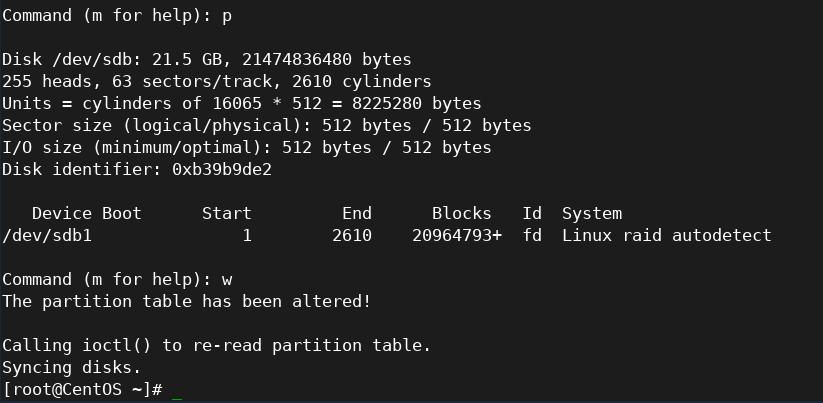 Command (m for help): p
Disk /dev/sdb: 21.5 GB, 21474836480 bytes
255 heads, 63 sectors/track, 2610 cylinders
Units = cylinders of 16065 * 512 = 8225280 bytes
Sector size (logical/physical): 512 bytes / 512 bytes
I/O size (minimum/optimal): 512 bytes / 512 bytes
Disk identifier: 0xb39b9de2
   Device Boot      Start         End      Blocks   Id  System
/dev/sdb1               1        2610    20964793+  fd  Linux raid autodetect
Command (m for help): w
The partition table has been altered!
Calling ioctl() to re-read partition table.
Syncing disks.
[root@CentOS ~]# _